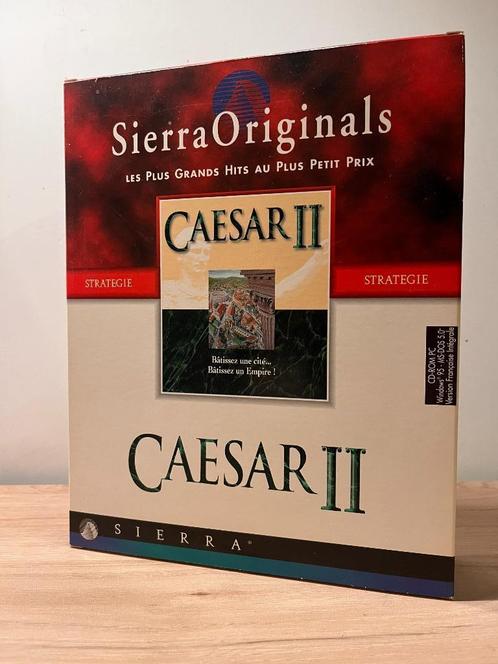 SierraOriginals
LES PLUS GRANDS HITS AU PLUS PETIT PRIX
CAESAR II
STRATEGIE
STRATEGIE
Bâtissez une cité...
Bâtissez un Empire !
CD-ROM PC
Windows® 95 - MS-DOS 5.0®
Version Française Intégrale
CAESAR II
SIERRA®